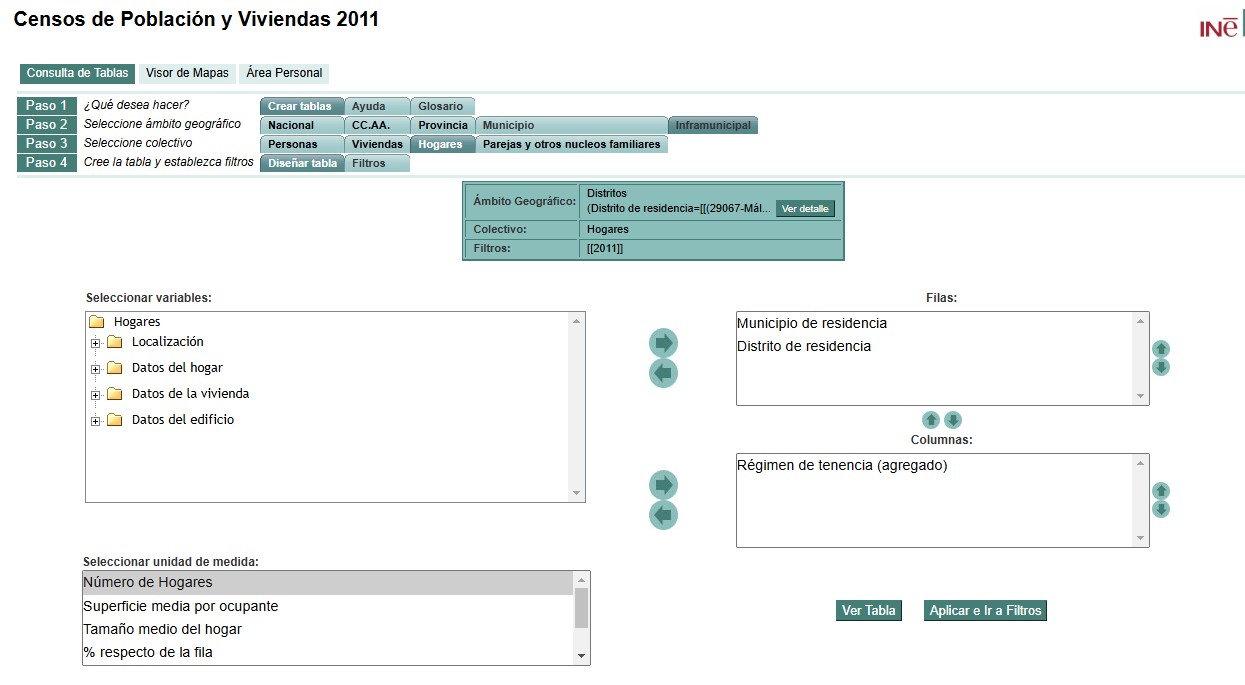 Censos de Población y Viviendas 2011
INe
Consulta de Tablas Visor de Mapas Área Personal
Paso 1 ¿Qué desea hacer? Crear tablas Ayuda Glosario
Paso 2 Seleccione ámbito geográfico Nacional CC.AA. Provincia Municipio Inframunicipal
Paso 3 Seleccione colectivo Personas Viviendas Hogares Parejas y otros nucleos familiares
Paso 4 Cree la tabla y establezca filtros Diseñar tabla Filtros
Ámbito Geográfico: Distritos
(Distrito de residencia=[[(29067-Mál... Ver detalle
Colectivo: Hogares
Filtros: [[2011]]
Seleccionar variables: Filas:
Hogares Municipio de residencia
Localización Distrito de residencia
Datos del hogar
Datos de la vivienda
Datos del edificio
Columnas:
Régimen de tenencia (agregado)
Seleccionar unidad de medida:
Número de Hogares
Superficie media por ocupante Ver Tabla Aplicar e Ir a Filtros
Tamaño medio del hogar
% respecto de la fila